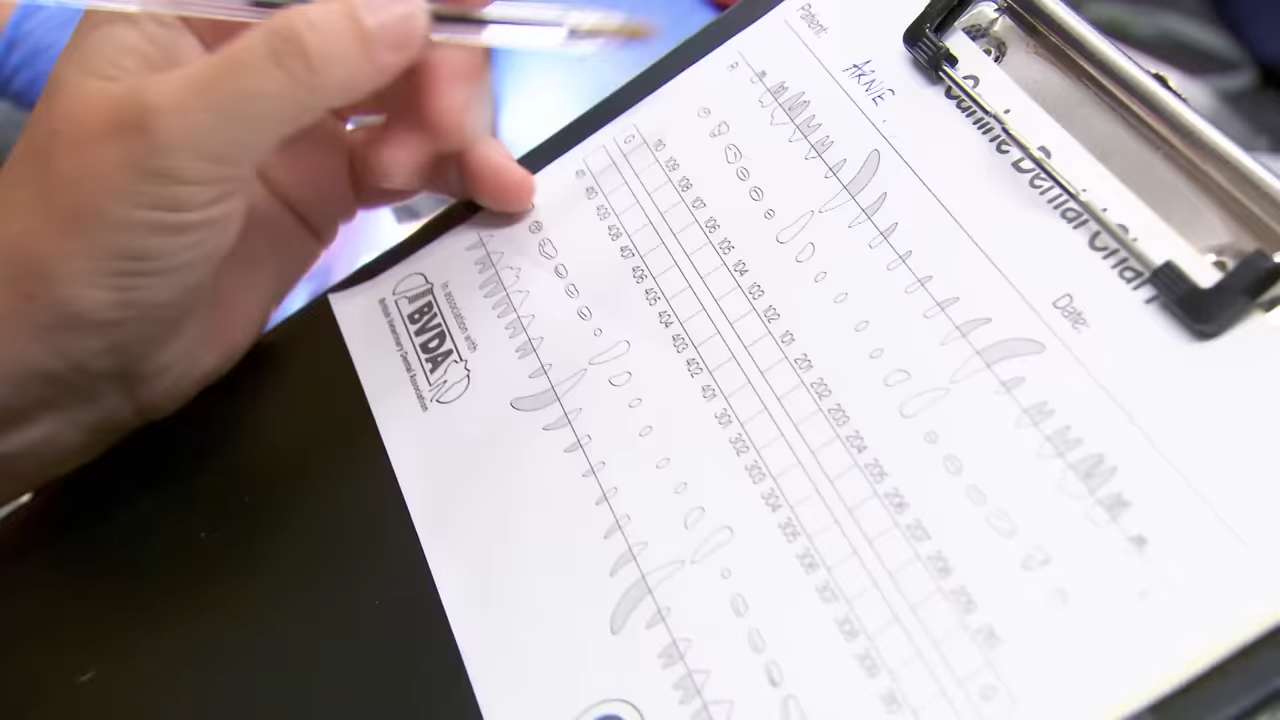 Canine Dental Chart
Patient: ARNIE
Date:
R
110 109 108 107 106 105 104 103 102 101 201 202 203 204 205 206 207 208 209 210
G G
411 410 409 408 407 406 405 404 403 402 401 301 302 303 304 305 306 307 308 309 310
In association with
BVDA
British Veterinary Dental Association